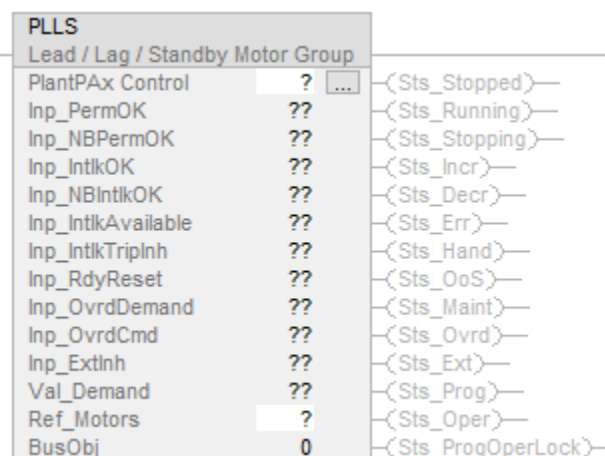 PLLS
Lead / Lag / Standby Motor Group
PlantPAx Control ? ... (Sts_Stopped)
Inp_PermOK ?? (Sts_Running)
Inp_NBPermOK ?? (Sts_Stopping)
Inp_IntlkOK ?? (Sts_Incr)
Inp_NBIntlkOK ?? (Sts_Decr)
Inp_IntlkAvailable ?? (Sts_Err)
Inp_IntlkTripInh ?? (Sts_Hand)
Inp_RdyReset ?? (Sts_OoS)
Inp_OvrdDemand ?? (Sts_Maint)
Inp_OvrdCmd ?? (Sts_Ovrd)
Inp_ExtInh ?? (Sts_Ext)
Val_Demand ?? (Sts_Prog)
Ref_Motors ? (Sts_Oper)
BusObj 0 (Sts_ProgOperLock)